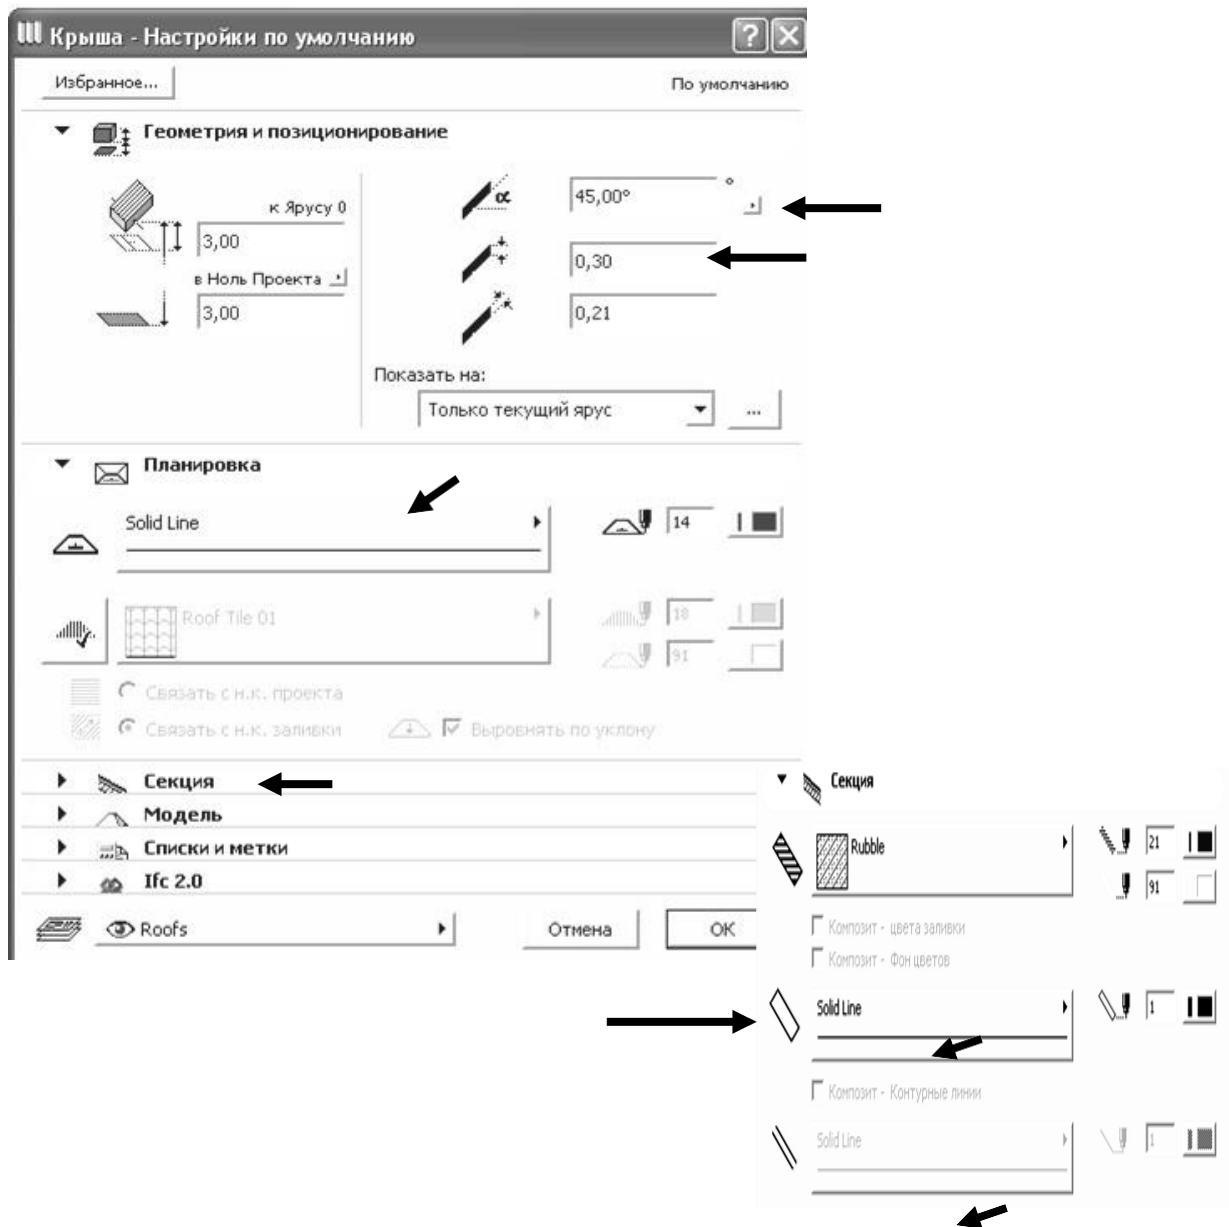 Крыша - Настройки по умолчанию
Избранное...
По умолчанию
Геометрия и позиционирование
к Ярусу 0
3,00
в Ноль Проекта
3,00
α
45,00°
°
0,30
0,21
Показать на:
Только текущий ярус
...
Планировка
Solid Line
14
Roof Tile 01
18
91
Связать с н.к. проекта
Связать с н.к. заливки
Выровнять по уклону
Секция
Модель
Списки и метки
Ifc 2.0
Roofs
Отмена
OK
Секция
Rubble
21
91
Композит - цвета заливки
Композит - Фон цветов
Solid Line
1
Композит - Контурные линии
Solid Line
1